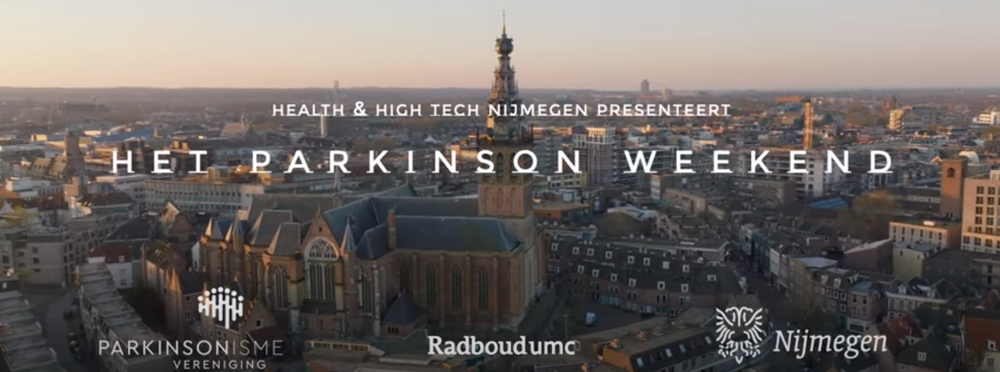 HEALTH & HIGH TECH NIJMEGEN PRESENTEERT
HET PARKINSON WEEKEND
PARKINSONISME
VERENIGING
Radboudumc
Nijmegen